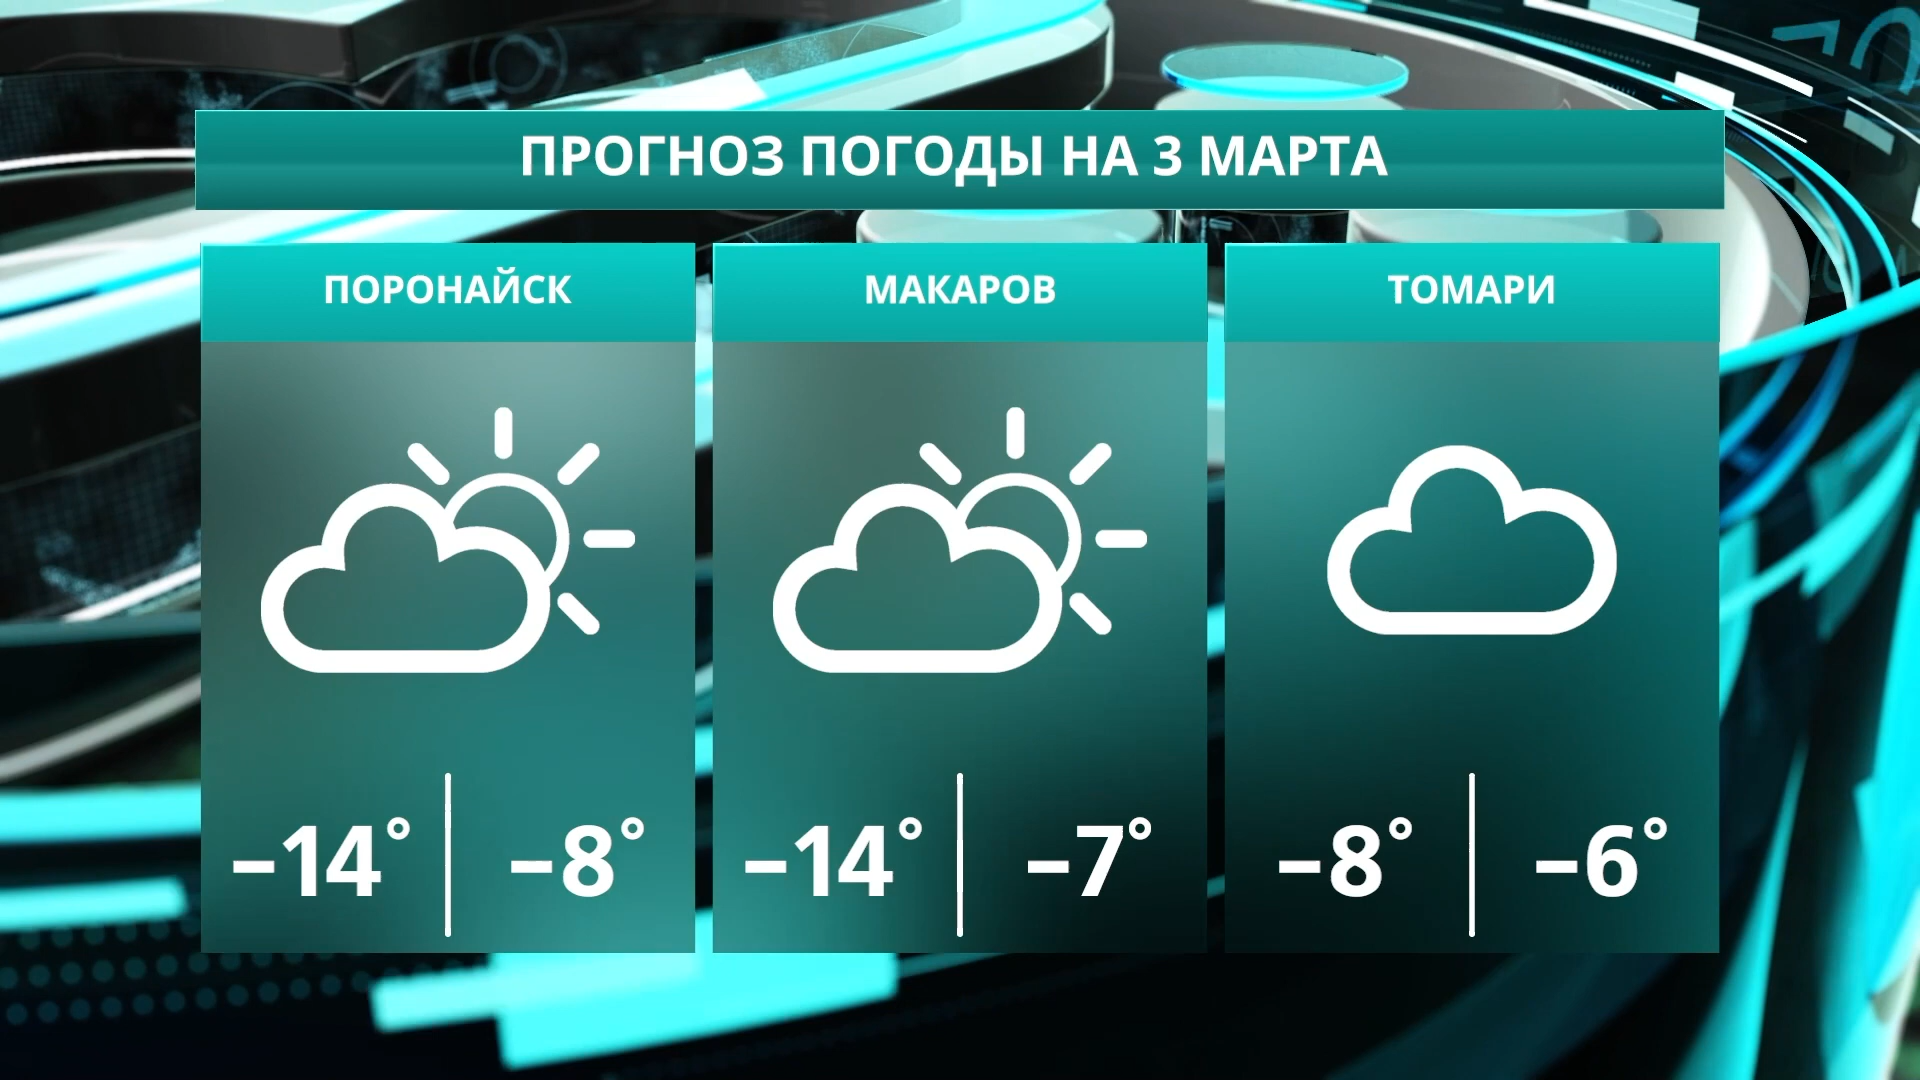 ПРОГНОЗ ПОГОДЫ НА 3 МАРТА
ПОРОНАЙСК
–14° –8°
МАКАРОВ
–14° –7°
ТОМАРИ
–8° –6°